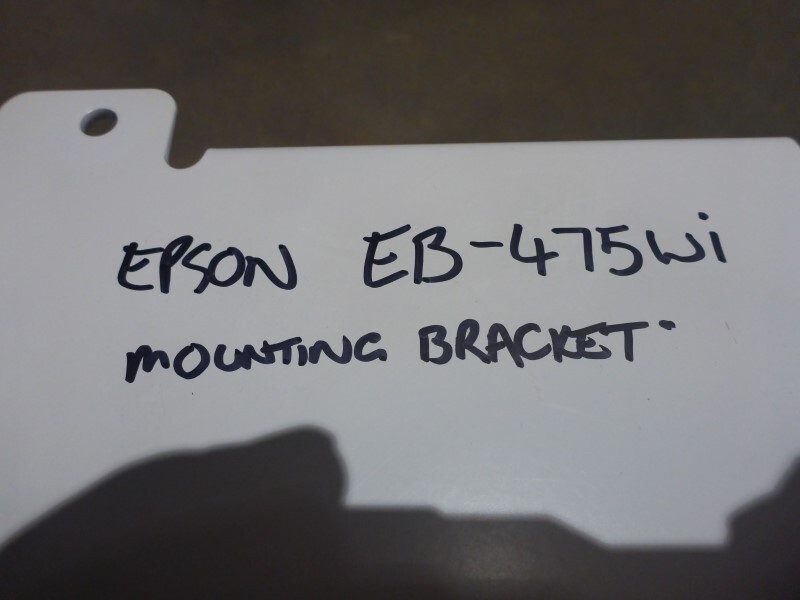 EPSON EB-475Wi
MOUNTING BRACKET.